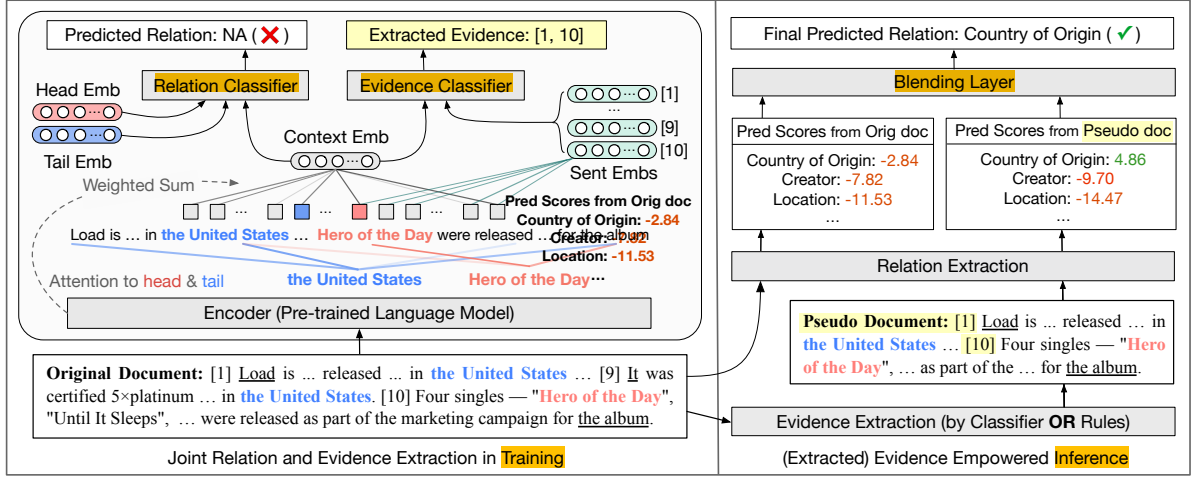 Predicted Relation: NA ( ✗ )
Extracted Evidence: [1, 10]
Relation Classifier
Evidence Classifier
Head Emb
Tail Emb
Context Emb
[1]
...
[9]
[10]
Sent Embs
Weighted Sum
... ... ...
Pred Scores from Orig doc
Country of Origin: -2.84
Creator: -7.82
Location: -11.53
...
Load is … in the United States … Hero of the Day were released … for the album
the United States Hero of the Day
Attention to head & tail
Encoder (Pre-trained Language Model)
Original Document: [1] Load is ... released ... in the United States … [9] It was
certified 5×platinum … in the United States. [10] Four singles — "Hero of the Day",
"Until It Sleeps", … were released as part of the marketing campaign for the album.
Joint Relation and Evidence Extraction in Training
Final Predicted Relation: Country of Origin ( ✓ )
Blending Layer
Pred Scores from Orig doc
Country of Origin: -2.84
Creator: -7.82
Location: -11.53
...
Pred Scores from Pseudo doc
Country of Origin: 4.86
Creator: -9.70
Location: -14.47
...
Relation Extraction
Pseudo Document: [1] Load is ... released … in
the United States … [10] Four singles — "Hero
of the Day", … as part of the … for the album.
Evidence Extraction (by Classifier OR Rules)
(Extracted) Evidence Empowered Inference